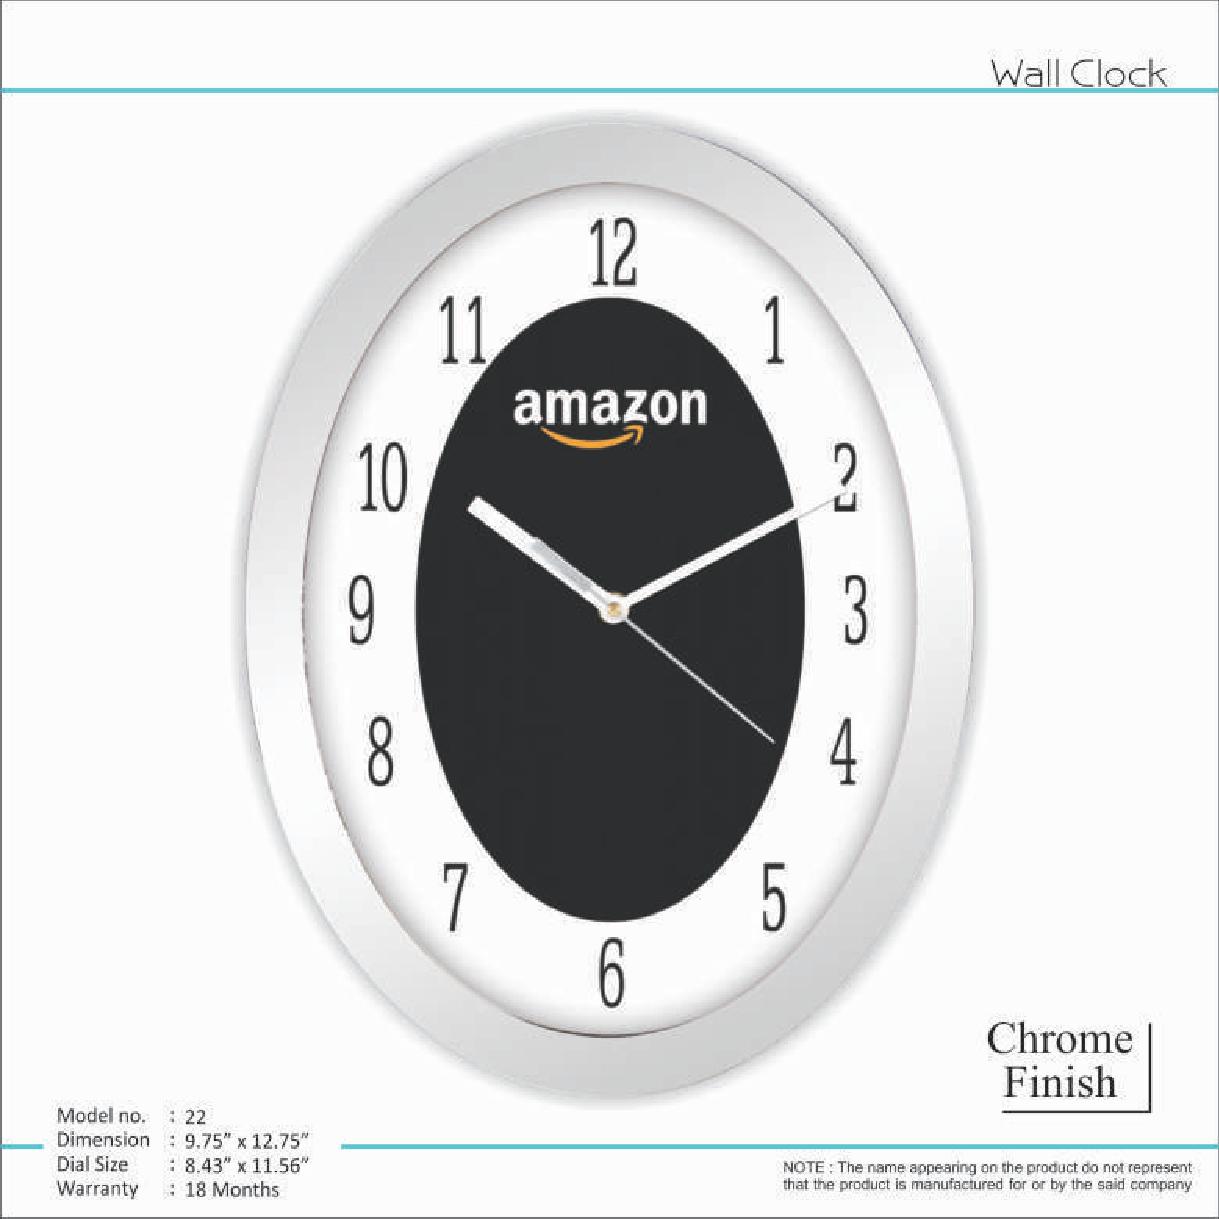 Wall Clock
12
11 1
amazon
10 2
9 3
8 4
7 5
6
Chrome
Finish
Model no. : 22
Dimension : 9.75” x 12.75”
Dial Size : 8.43” x 11.56”
Warranty : 18 Months
NOTE : The name appearing on the product do not represent
that the product is manufactured for or by the said company